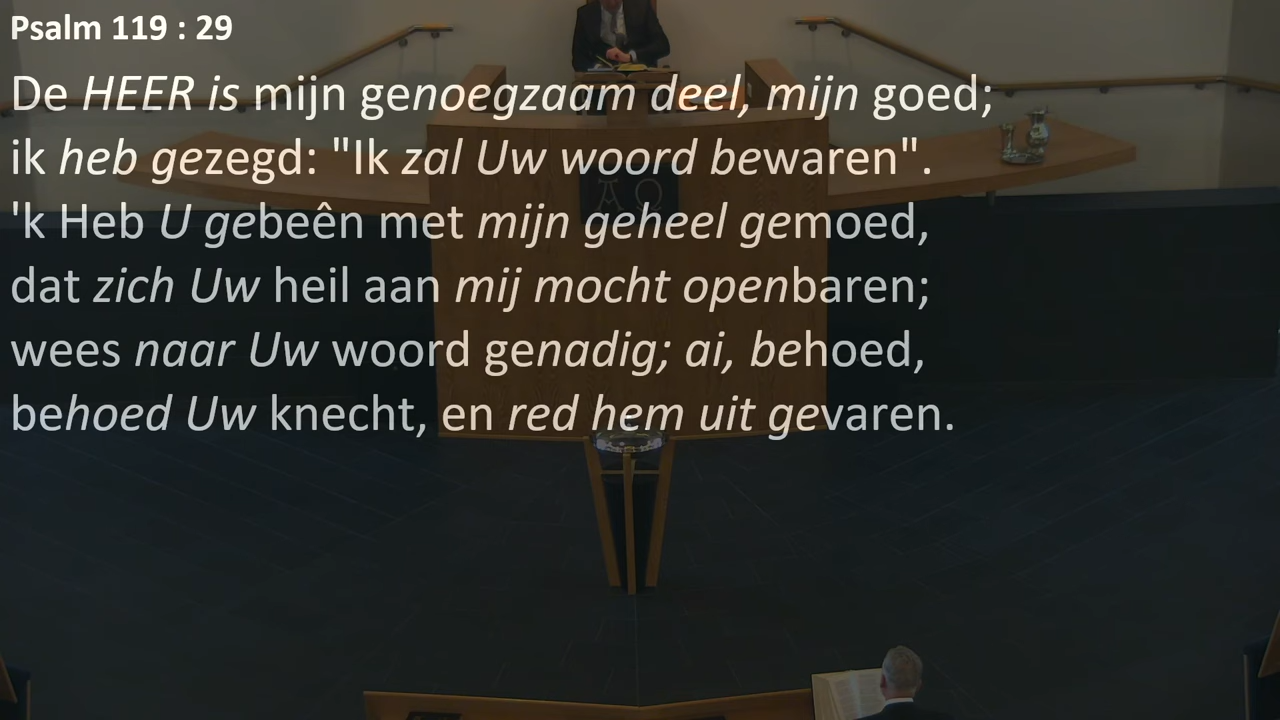 Psalm 119 : 29
De HEER is mijn genoegzaam deel, mijn goed;
ik heb gezegd: "Ik zal Uw woord bewaren".
'k Heb U gebeên met mijn geheel gemoed,
dat zich Uw heil aan mij mocht openbaren;
wees naar Uw woord genadig; ai, behoed,
behoed Uw knecht, en red hem uit gevaren.
Α Ω